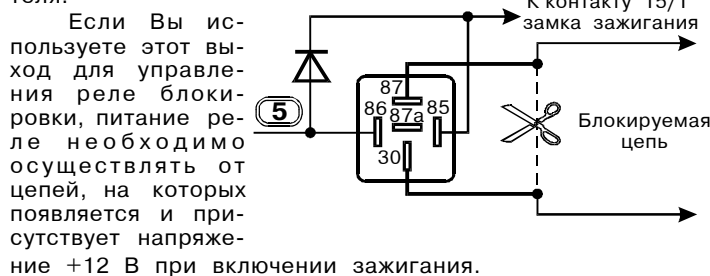 теля.
Если Вы ис-
пользуете этот вы-
ход для управле-
ния реле блоки-
ровки, питание ре-
ле необходимо
осуществлять от
цепей, на которых
появляется и при-
сутствует напряже-
ние +12 В при включении зажигания.
К контакту 15/1
замка зажигания
87
86
87a
85
30
5
Блокируемая
цепь